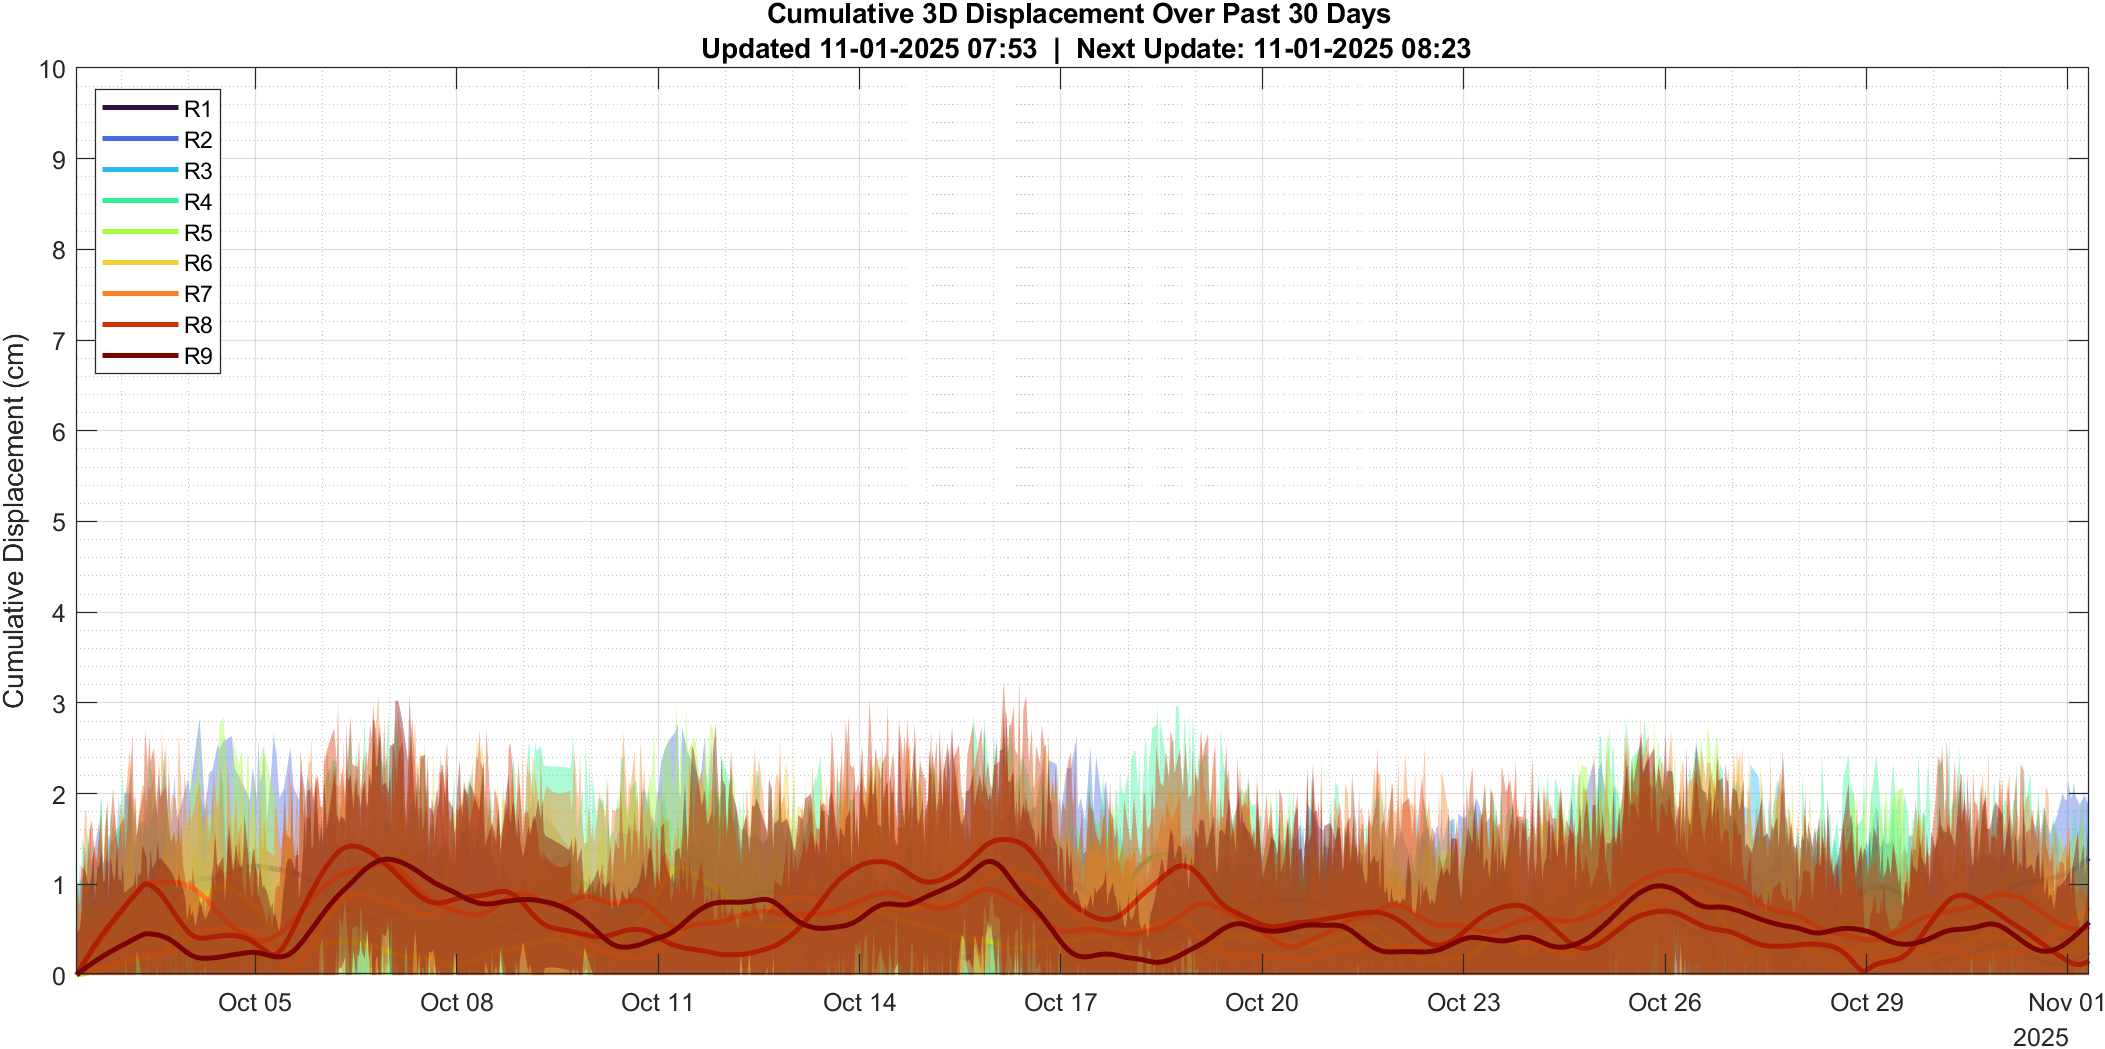 Cumulative 3D Displacement Over Past 30 Days
Updated 11-01-2025 07:53 | Next Update: 11-01-2025 08:23
Cumulative Displacement (cm)
10
9
8
7
6
5
4
3
2
1
0
R1
R2
R3
R4
R5
R6
R7
R8
R9
Oct 05 Oct 08 Oct 11 Oct 14 Oct 17 Oct 20 Oct 23 Oct 26 Oct 29 Nov 01
2025